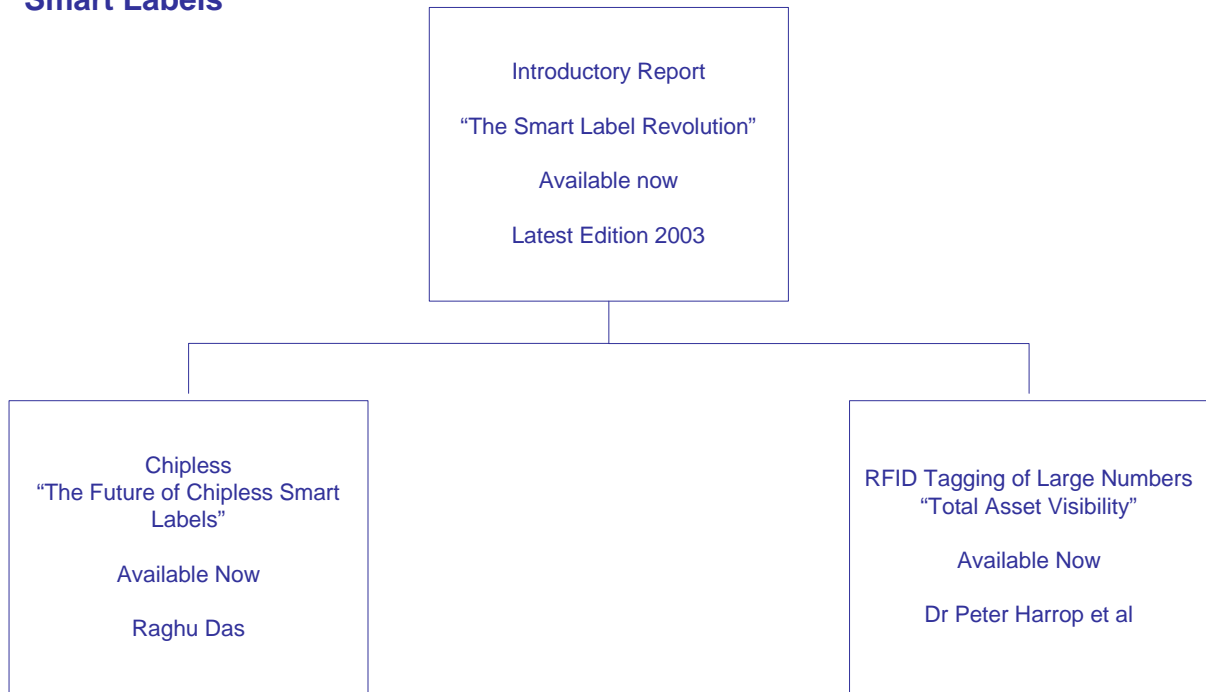 Smart Labels
Introductory Report
“The Smart Label Revolution”
Available now
Latest Edition 2003
Chipless
“The Future of Chipless Smart
Labels”
Available Now
Raghu Das
RFID Tagging of Large Numbers
“Total Asset Visibility”
Available Now
Dr Peter Harrop et al